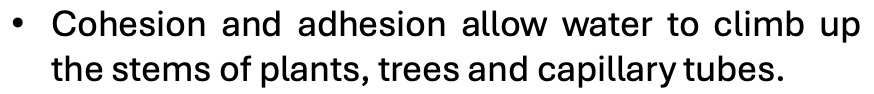 • Cohesion and adhesion allow water to climb up
the stems of plants, trees and capillary tubes.